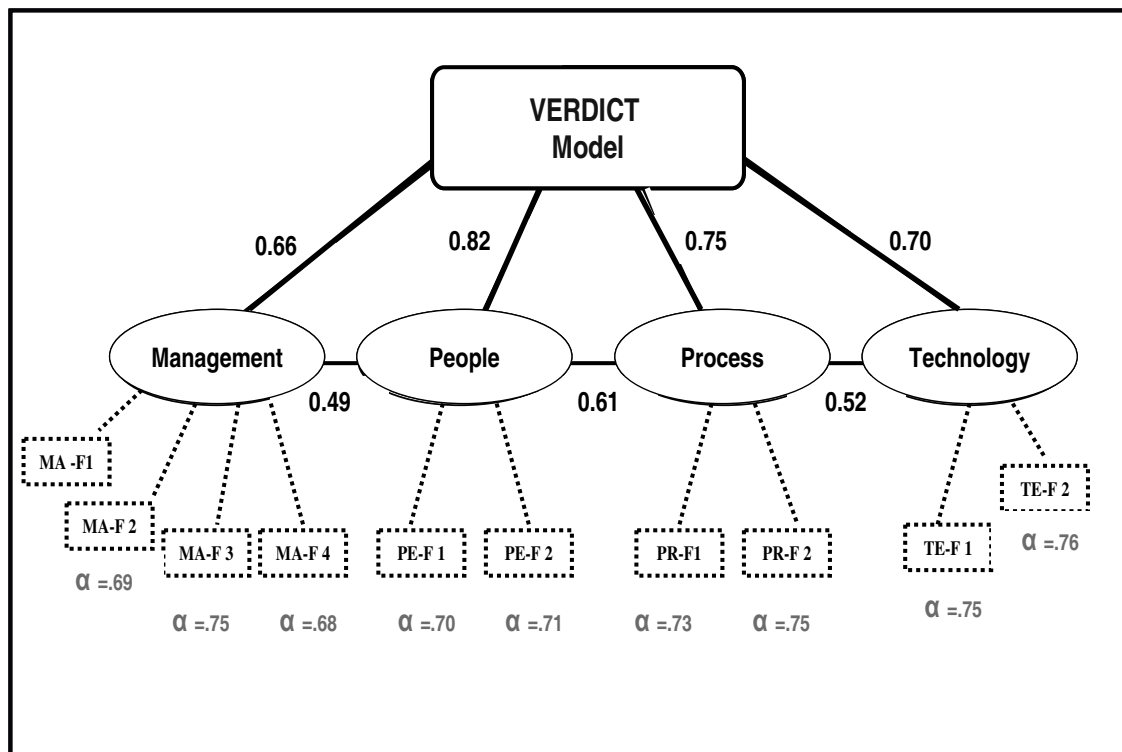 VERDICT
Model
0.66
0.82
0.75
0.70
Management
People
Process
Technology
0.49
0.61
0.52
MA -F1
MA-F 2
MA-F 3
MA-F 4
PE-F 1
PE-F 2
PR-F1
PR-F 2
TE-F 1
TE-F 2
α =.69
α =.75
α =.68
α =.70
α =.71
α =.73
α =.75
α =.75
α =.76